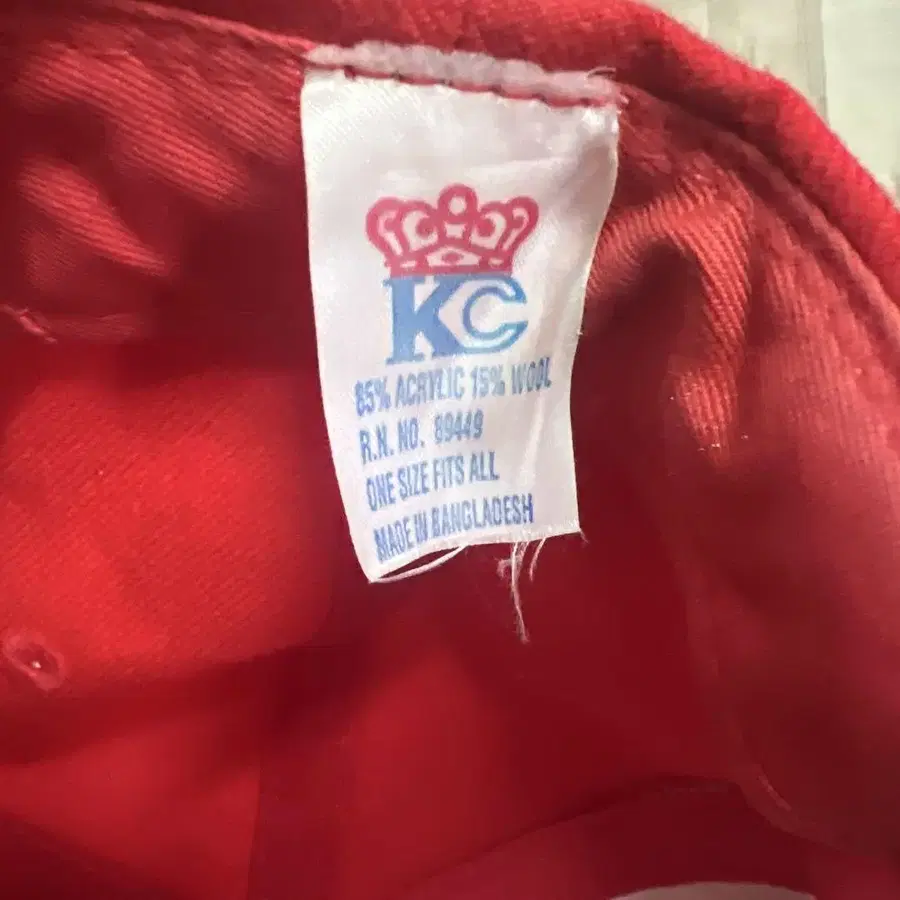 KC
85% ACRYLIC 15% WOOL
R.N. NO. 89449
ONE SIZE FITS ALL
MADE IN BANGLADESH